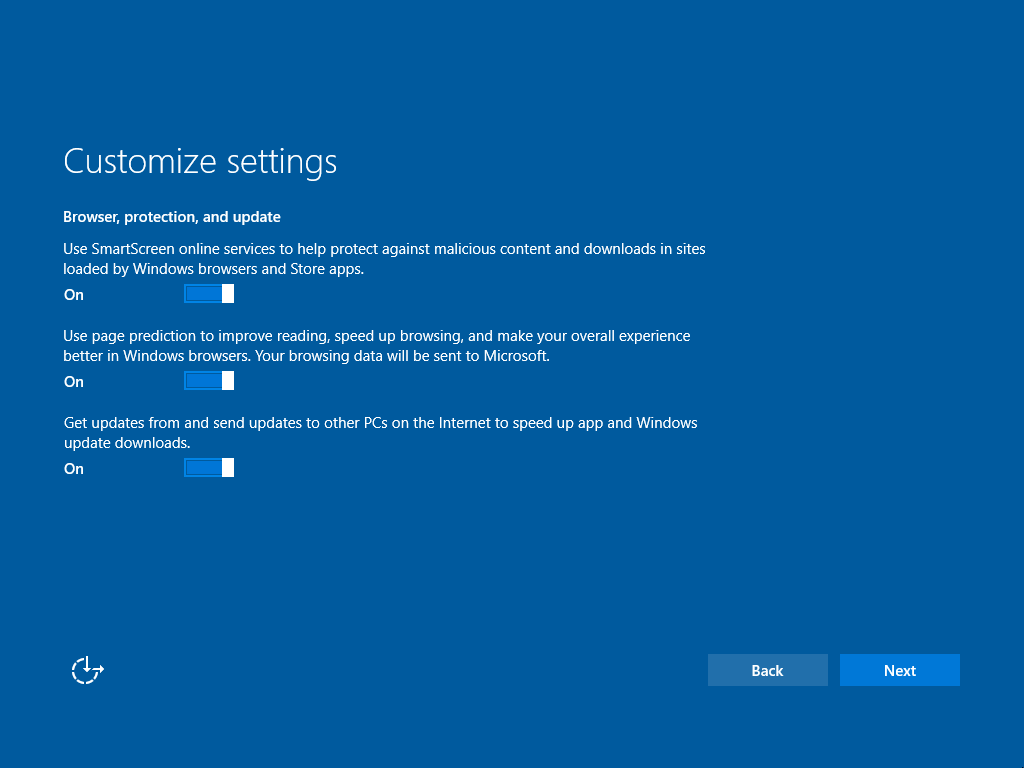 Customize settings
Browser, protection, and update
Use SmartScreen online services to help protect against malicious content and downloads in sites
loaded by Windows browsers and Store apps.
On
Use page prediction to improve reading, speed up browsing, and make your overall experience
better in Windows browsers. Your browsing data will be sent to Microsoft.
On
Get updates from and send updates to other PCs on the Internet to speed up app and Windows
update downloads.
On
Back Next